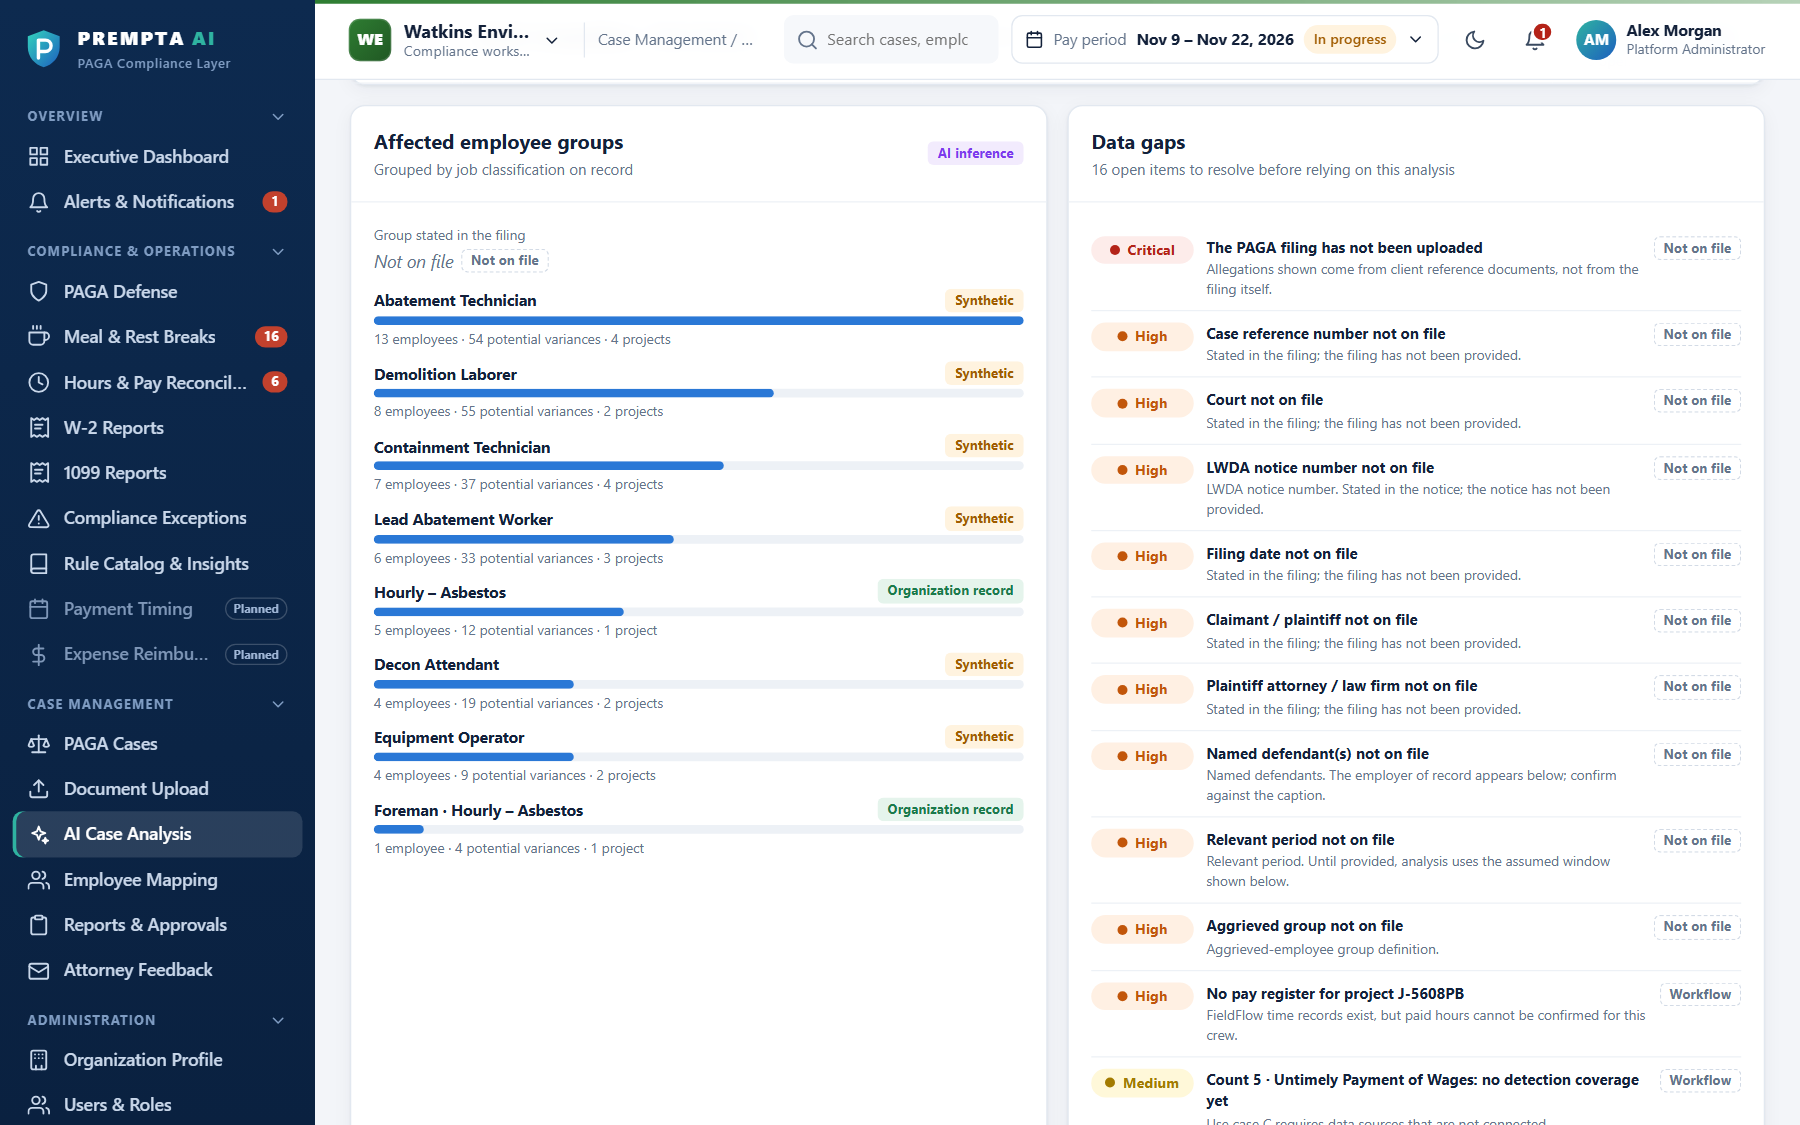 PREMPTA AI
PAGA Compliance Layer
OVERVIEW
Executive Dashboard
Alerts & Notifications 1
COMPLIANCE & OPERATIONS
PAGA Defense
Meal & Rest Breaks 16
Hours & Pay Reconcil... 6
W-2 Reports
1099 Reports
Compliance Exceptions
Rule Catalog & Insights
Payment Timing Planned
Expense Reimbu... Planned
CASE MANAGEMENT
PAGA Cases
Document Upload
AI Case Analysis
Employee Mapping
Reports & Approvals
Attorney Feedback
ADMINISTRATION
Organization Profile
Users & Roles
WE
Watkins Envi...
Compliance works...
Case Management / ...
Search cases, emplc
Pay period Nov 9 – Nov 22, 2026 In progress
1
AM
Alex Morgan
Platform Administrator
Affected employee groups
Grouped by job classification on record
AI inference
Group stated in the filing
Not on file Not on file
Abatement Technician Synthetic
13 employees · 54 potential variances · 4 projects
Demolition Laborer Synthetic
8 employees · 55 potential variances · 2 projects
Containment Technician Synthetic
7 employees · 37 potential variances · 4 projects
Lead Abatement Worker Synthetic
6 employees · 33 potential variances · 3 projects
Hourly – Asbestos Organization record
5 employees · 12 potential variances · 1 project
Decon Attendant Synthetic
4 employees · 19 potential variances · 2 projects
Equipment Operator Synthetic
4 employees · 9 potential variances · 2 projects
Foreman · Hourly – Asbestos Organization record
1 employee · 4 potential variances · 1 project
Data gaps
16 open items to resolve before relying on this analysis
Critical The PAGA filing has not been uploaded Not on file
Allegations shown come from client reference documents, not from the
filing itself.
High Case reference number not on file Not on file
Stated in the filing; the filing has not been provided.
High Court not on file Not on file
Stated in the filing; the filing has not been provided.
High LWDA notice number not on file Not on file
LWDA notice number. Stated in the notice; the notice has not been
provided.
High Filing date not on file Not on file
Stated in the filing; the filing has not been provided.
High Claimant / plaintiff not on file Not on file
Stated in the filing; the filing has not been provided.
High Plaintiff attorney / law firm not on file Not on file
Stated in the filing; the filing has not been provided.
High Named defendant(s) not on file Not on file
Named defendants. The employer of record appears below; confirm
against the caption.
High Relevant period not on file Not on file
Relevant period. Until provided, analysis uses the assumed window
shown below.
High Aggrieved group not on file Not on file
Aggrieved-employee group definition.
High No pay register for project J-5608PB Workflow
FieldFlow time records exist, but paid hours cannot be confirmed for this
crew.
Medium Count 5 · Untimely Payment of Wages: no detection coverage Workflow
yet
Use case C requires data sources that are not connected.